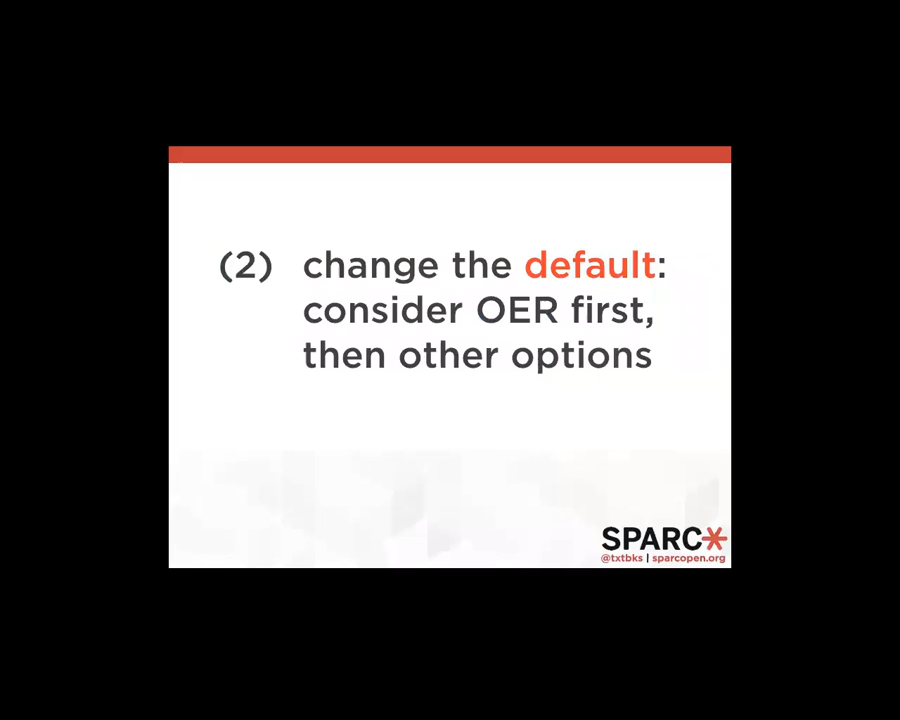 (2) change the default:
consider OER first,
then other options
SPARC*
@txtbks | sparcopen.org